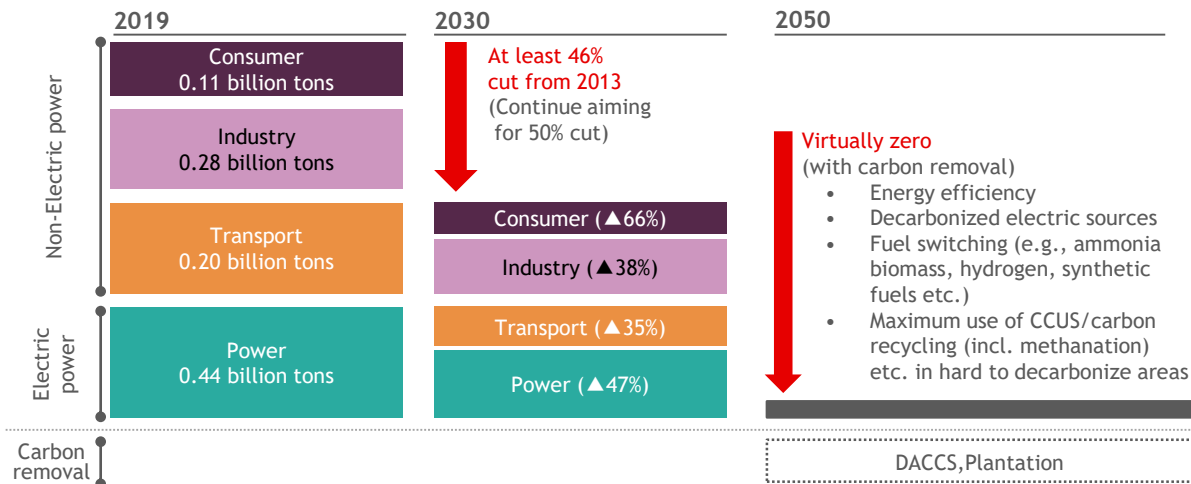 2019
2030
2050
Non-Electric power
Consumer
0.11 billion tons
Industry
0.28 billion tons
Transport
0.20 billion tons
Electric
power
Power
0.44 billion tons
At least 46%
cut from 2013
(Continue aiming
for 50% cut)
Consumer (▲66%)
Industry (▲38%)
Transport (▲35%)
Power (▲47%)
Virtually zero
(with carbon removal)
• Energy efficiency
• Decarbonized electric sources
• Fuel switching (e.g., ammonia
biomass, hydrogen, synthetic
fuels etc.)
• Maximum use of CCUS/carbon
recycling (incl. methanation)
etc. in hard to decarbonize areas
Carbon
removal
DACCS,Plantation